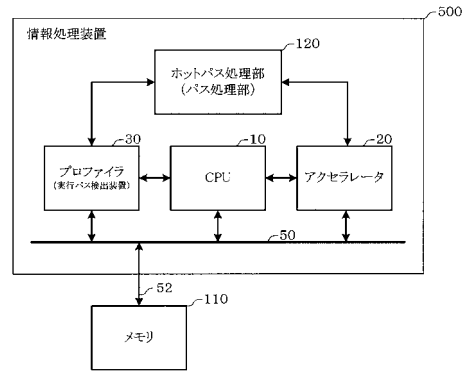 500
情報処理装置
120
ホットパス処理部
(パス処理部)
30
10
20
プロファイラ
(実行パス検出装置)
CPU
アクセラレータ
50
52
110
メモリ